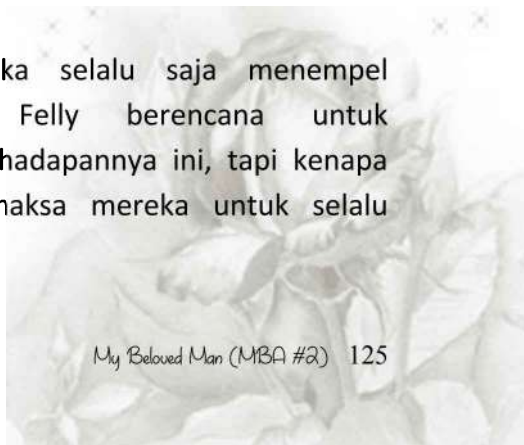 ka selalu saja menempel
Felly berencana untuk
hadapannya ini, tapi kenapa
maksa mereka untuk selalu
My Beloved Man (MBA #2) 125